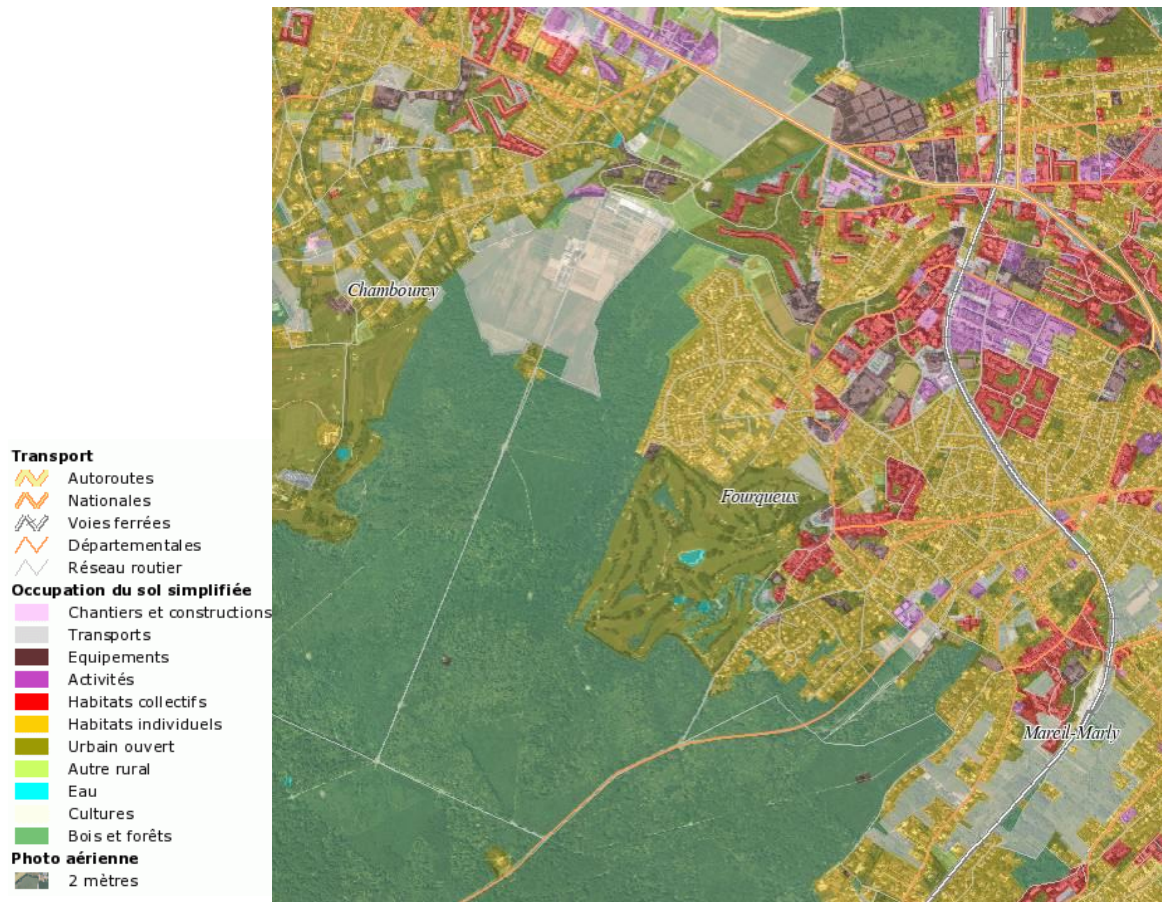 Transport
Autoroutes
Nationales
Voies ferrées
Départementales
Réseau routier
Occupation du sol simplifiée
Chantiers et constructions
Transports
Equipements
Activités
Habitats collectifs
Habitats individuels
Urbain ouvert
Autre rural
Eau
Cultures
Bois et forêts
Photo aérienne
2 mètres
Chambourcy
Fourqueux
Mareil-Marly